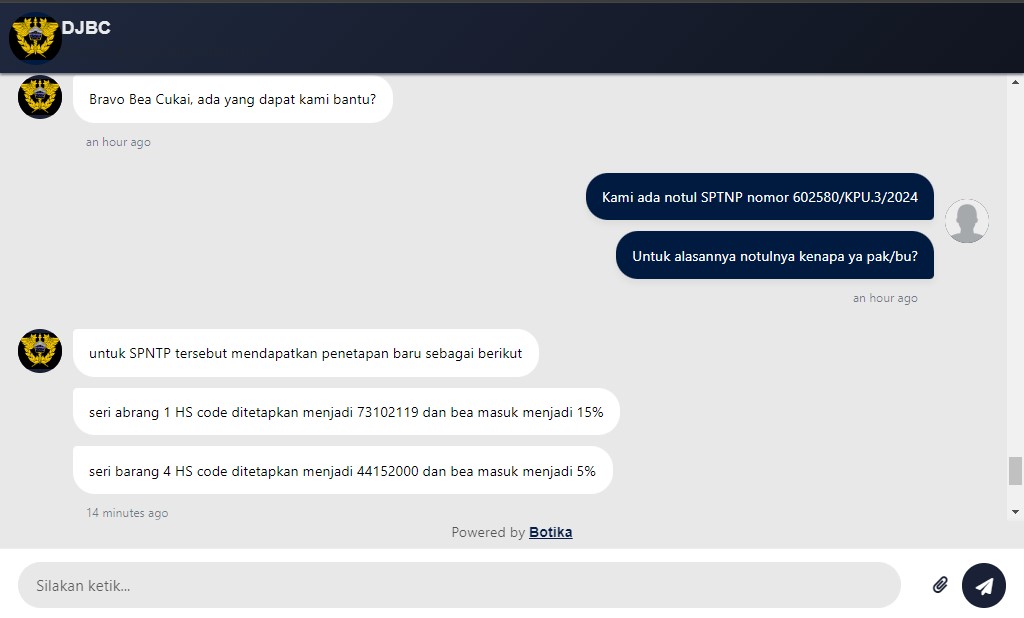 DJBC
Bravo Bea Cukai, ada yang dapat kami bantu?
an hour ago
Kami ada notul SPTNP nomor 602580/KPU.3/2024
Untuk alasannya notulnya kenapa ya pak/bu?
an hour ago
untuk SPNTP tersebut mendapatkan penetapan baru sebagai berikut
seri abrang 1 HS code ditetapkan menjadi 73102119 dan bea masuk menjadi 15%
seri barang 4 HS code ditetapkan menjadi 44152000 dan bea masuk menjadi 5%
14 minutes ago
Powered by Botika
Silakan ketik...